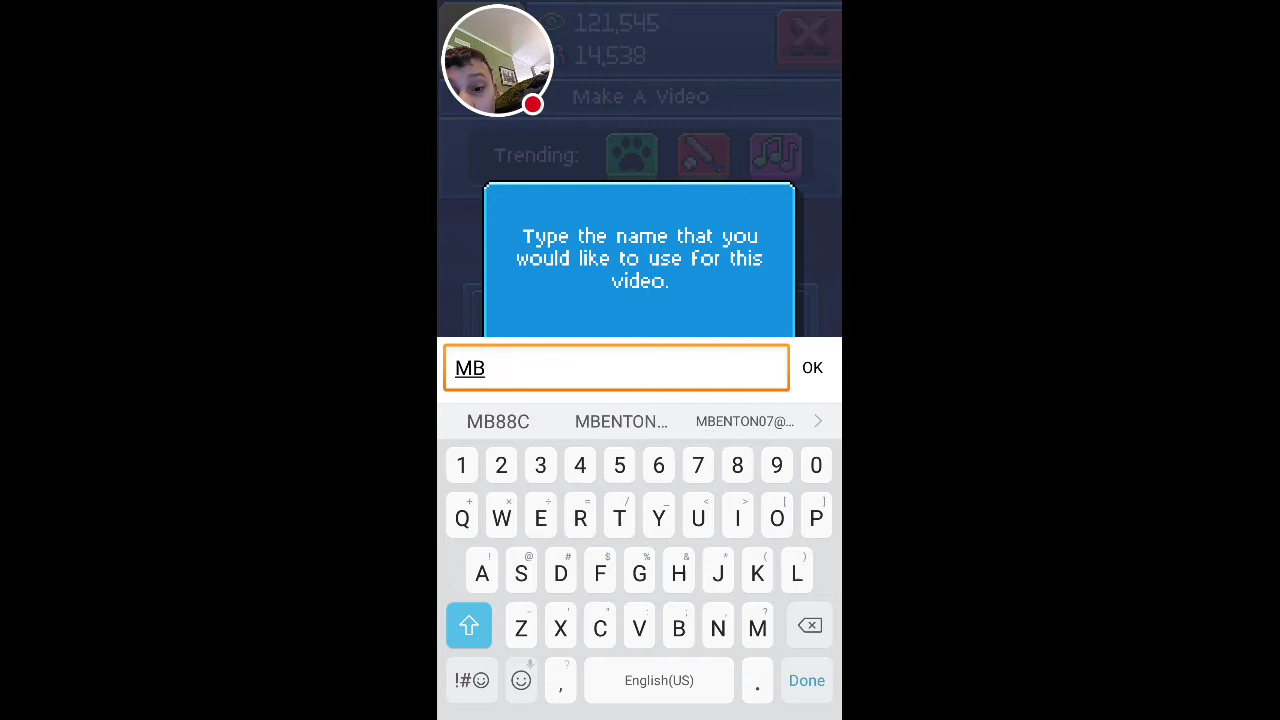 121,545
14,538
Make A Video
Trending:
Type the name that you
would like to use for this
video.
MB
OK
MB88C
MBENTON...
MBENTON07@...
1 2 3 4 5 6 7 8 9 0
+ × ÷ = / _ < > [ ]
Q W E R T Y U I O P
! @ # $ % & * ( )
A S D F G H J K L
- ' " : ; , ?
Z X C V B N M
!#☺ , ? English(US) . Done